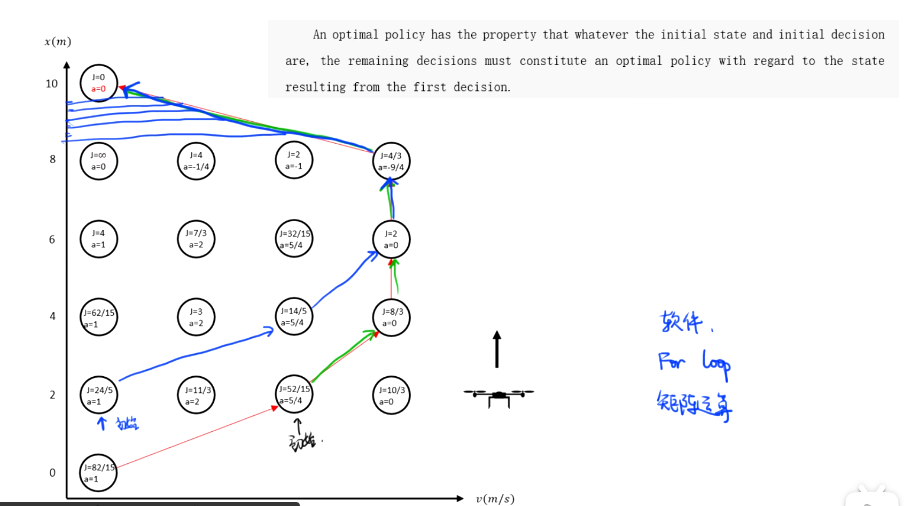 An optimal policy has the property that whatever the initial state and initial decision
are, the remaining decisions must constitute an optimal policy with regard to the state
resulting from the first decision.
x(m)
10
J=0
a=0
8
J=∞
a=0
J=4
a=-1/4
J=2
a=-1
J=4/3
a=-9/4
6
J=4
a=1
J=7/3
a=2
J=32/15
a=5/4
J=2
a=0
4
J=62/15
a=1
J=3
a=2
J=14/5
a=5/4
J=8/3
a=0
软件.
For loop
矩阵运算
2
J=24/5
a=1
J=11/3
a=2
J=52/15
a=5/4
J=10/3
a=0
初始
初始.
0
J=82/15
a=1
v(m/s)